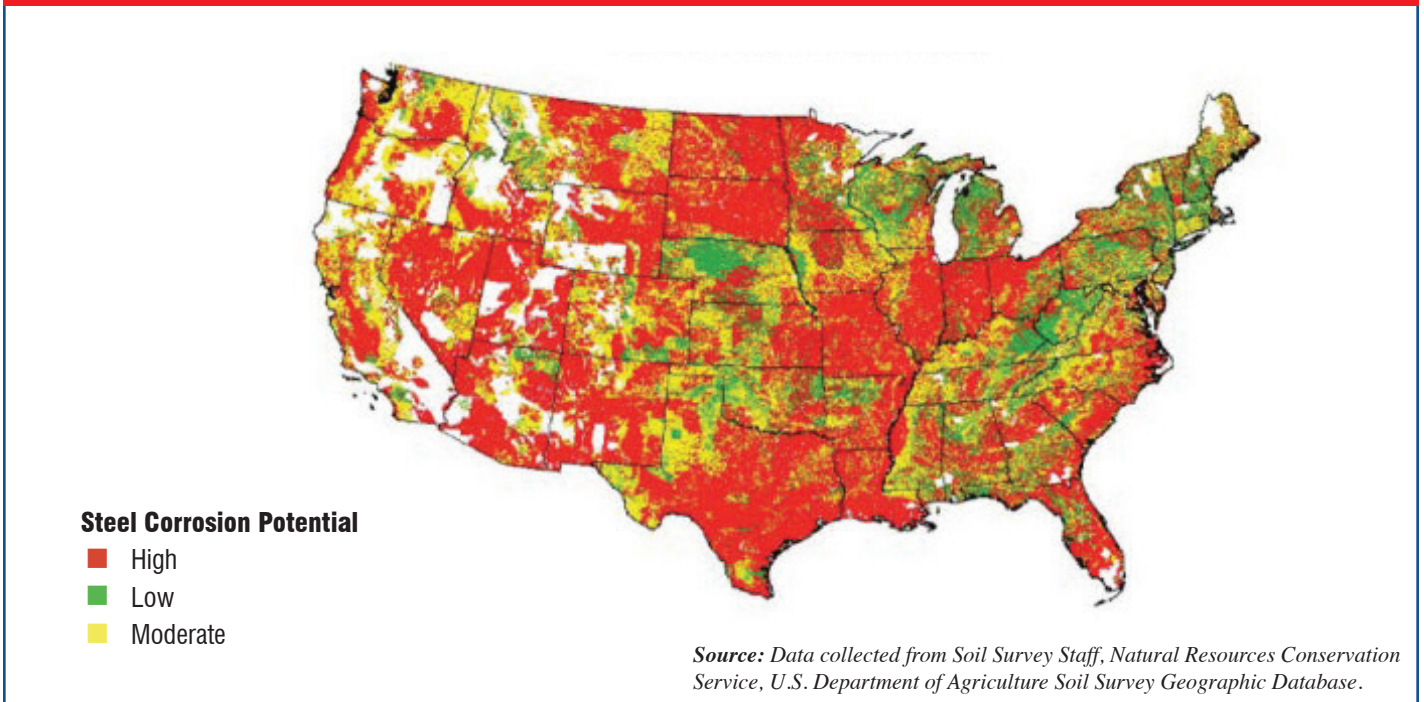 Steel Corrosion Potential
High
Low
Moderate
Source: Data collected from Soil Survey Staff, Natural Resources Conservation
Service, U.S. Department of Agriculture Soil Survey Geographic Database.